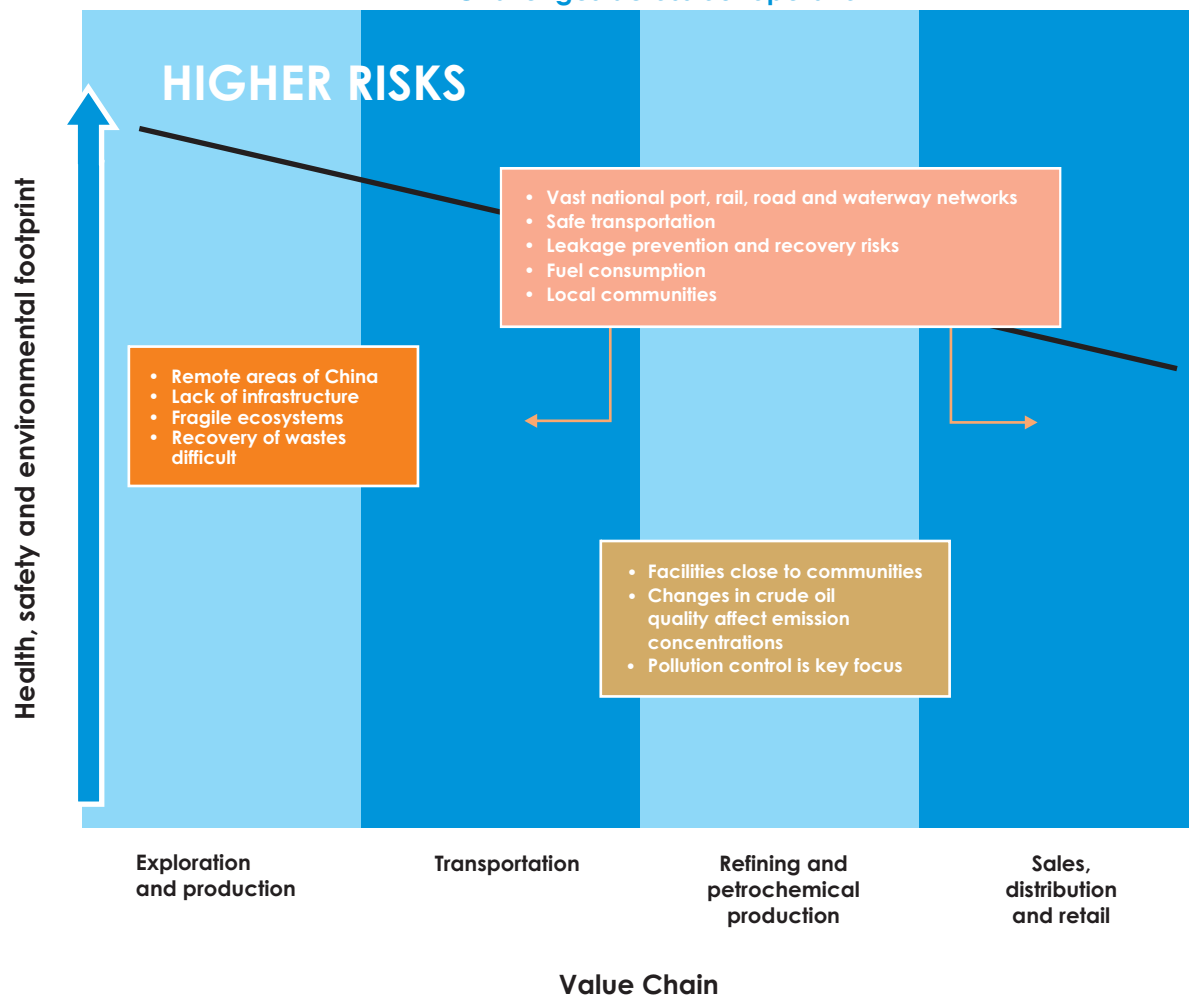 HIGHER RISKS
Health, safety and environmental footprint
• Vast national port, rail, road and waterway networks
• Safe transportation
• Leakage prevention and recovery risks
• Fuel consumption
• Local communities
• Remote areas of China
• Lack of infrastructure
• Fragile ecosystems
• Recovery of wastes
difficult
• Facilities close to communities
• Changes in crude oil
quality affect emission
concentrations
• Pollution control is key focus
Exploration
and production
Transportation
Refining and
petrochemical
production
Sales,
distribution
and retail
Value Chain